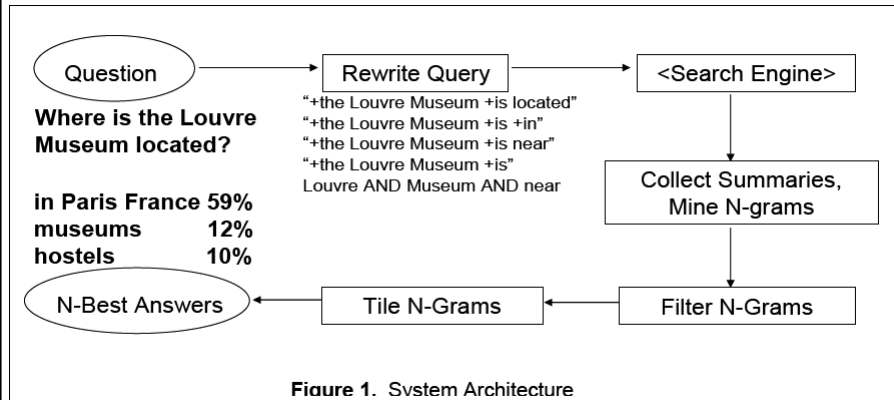 Question
Rewrite Query
<Search Engine>
Where is the Louvre
Museum located?
“+the Louvre Museum +is located”
“+the Louvre Museum +is +in”
“+the Louvre Museum +is near”
“+the Louvre Museum +is”
Louvre AND Museum AND near
Collect Summaries,
Mine N-grams
in Paris France 59%
museums 12%
hostels 10%
N-Best Answers
Tile N-Grams
Filter N-Grams
Figure 1. System Architecture